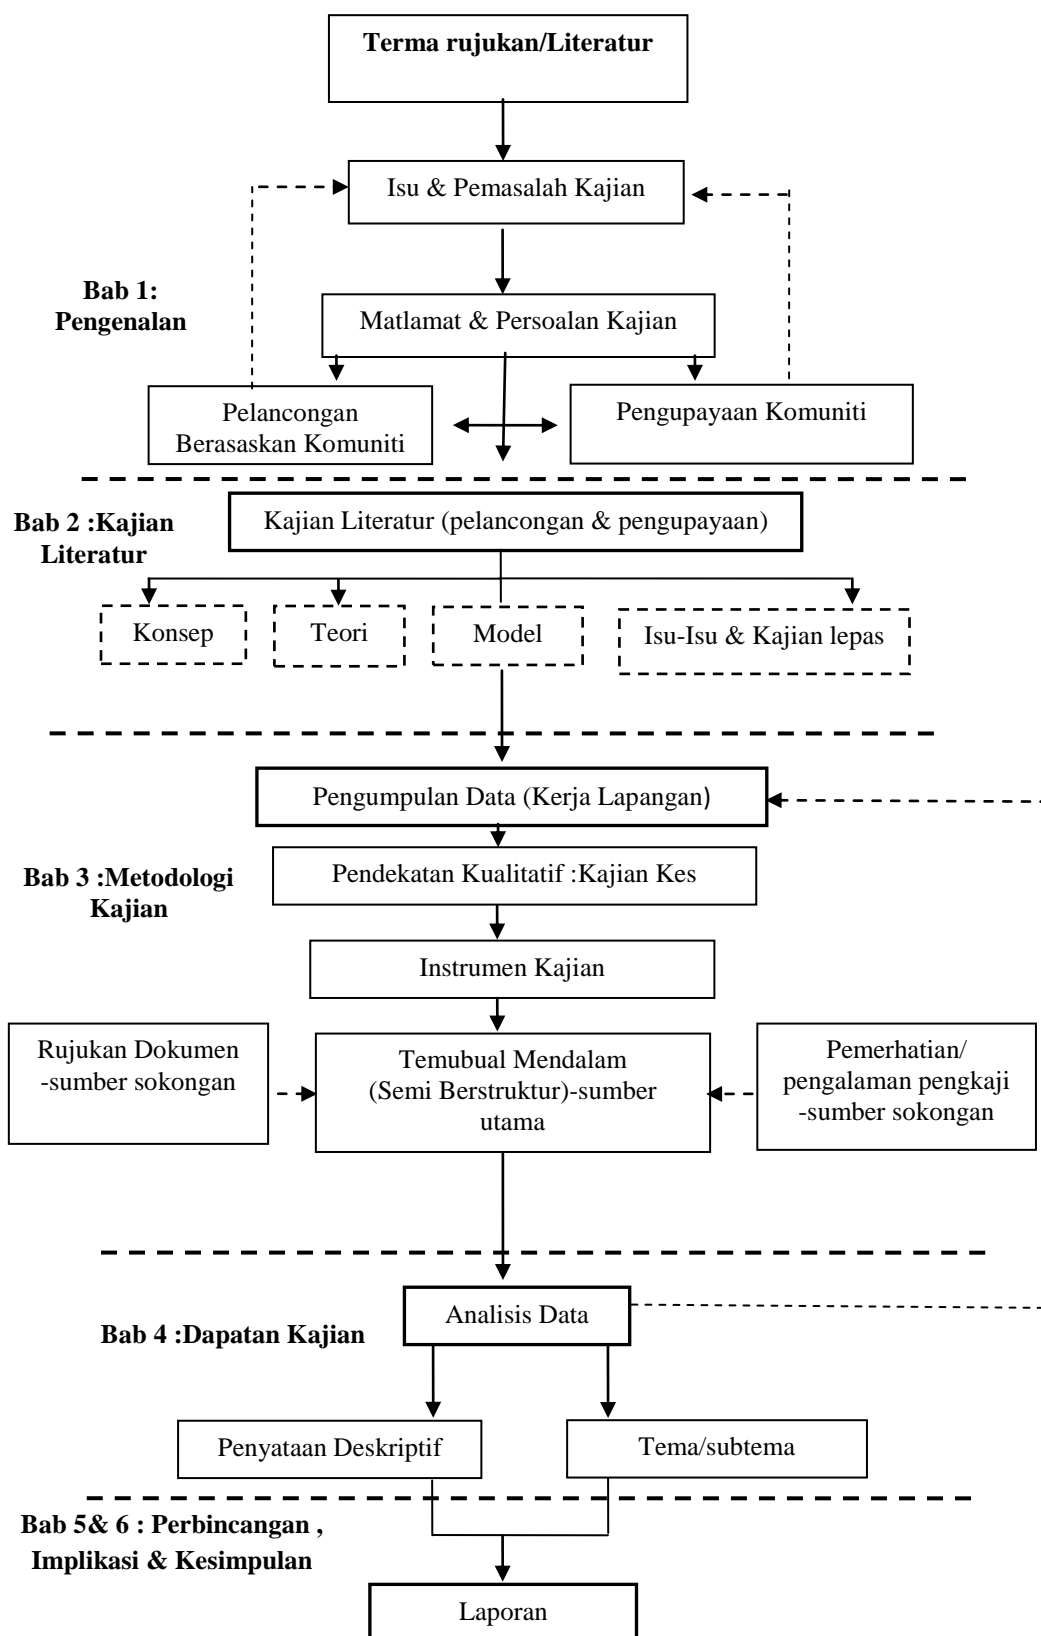 Terma rujukan/Literatur
Isu & Pemasalah Kajian
Bab 1:
Pengenalan
Matlamat & Persoalan Kajian
Pelancongan
Berasaskan Komuniti
Pengupayaan Komuniti
Bab 2 :Kajian
Literatur
Kajian Literatur (pelancongan & pengupayaan)
Konsep
Teori
Model
Isu-Isu & Kajian lepas
Pengumpulan Data (Kerja Lapangan)
Bab 3 :Metodologi
Kajian
Pendekatan Kualitatif :Kajian Kes
Instrumen Kajian
Rujukan Dokumen
-sumber sokongan
Temubual Mendalam
(Semi Berstruktur)-sumber
utama
Pemerhatian/
pengalaman pengkaji
-sumber sokongan
Analisis Data
Bab 4 :Dapatan Kajian
Penyataan Deskriptif
Tema/subtema
Bab 5& 6 : Perbincangan ,
Implikasi & Kesimpulan
Laporan